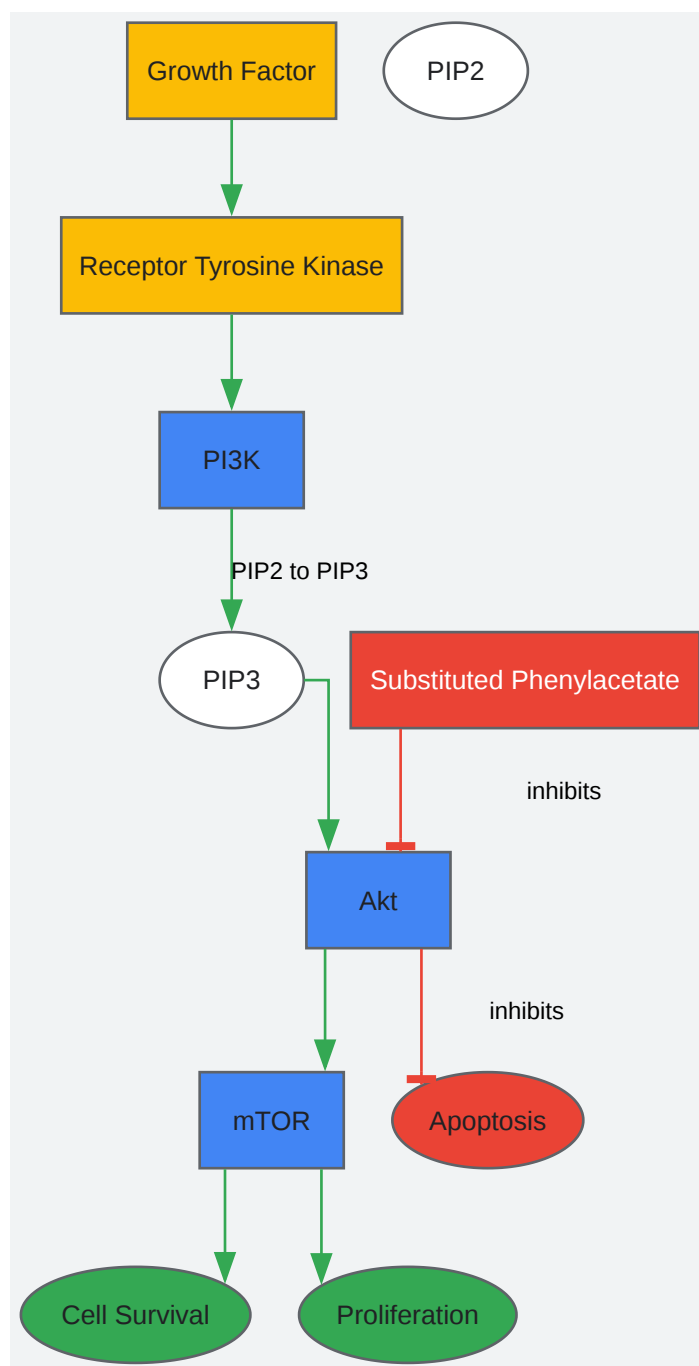 Growth Factor
PIP2
Receptor Tyrosine Kinase
PI3K
PIP2 to PIP3
PIP3
Substituted Phenylacetate
inhibits
Akt
inhibits
mTOR
Apoptosis
Cell Survival
Proliferation